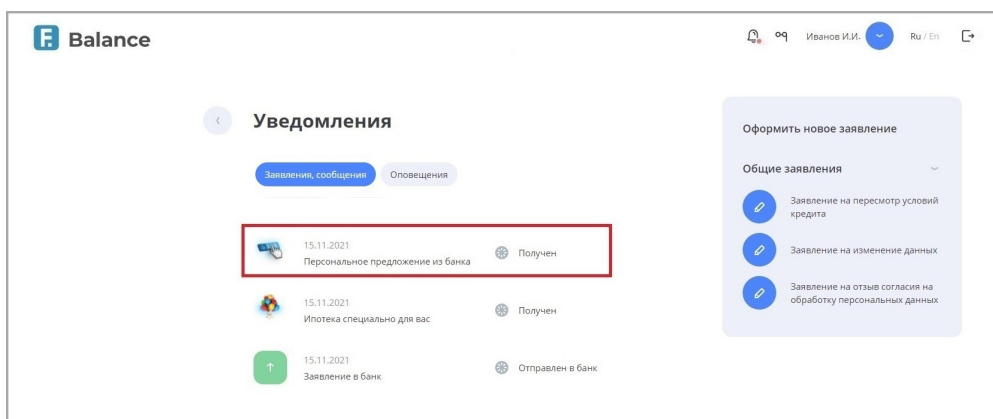 F. Balance
Иванов И.И.
Ru / En
Уведомления
Заявления, сообщения
Оповещения
15.11.2021
Персональное предложение из банка
Получен
15.11.2021
Ипотека специально для вас
Получен
15.11.2021
Заявление в банк
Отправлен в банк
Оформить новое заявление
Общие заявления
Заявление на пересмотр условий
кредита
Заявление на изменение данных
Заявление на отзыв согласия на
обработку персональных данных